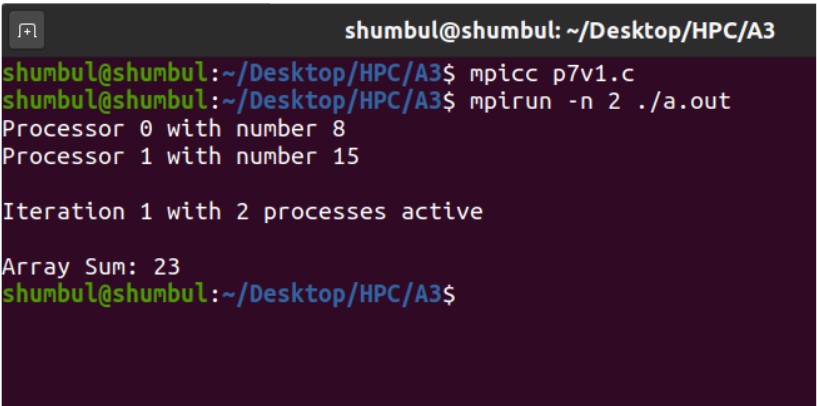 shumbul@shumbul: ~/Desktop/HPC/A3
shumbul@shumbul:~/Desktop/HPC/A3$ mpicc p7v1.c
shumbul@shumbul:~/Desktop/HPC/A3$ mpirun -n 2 ./a.out
Processor 0 with number 8
Processor 1 with number 15
Iteration 1 with 2 processes active
Array Sum: 23
shumbul@shumbul:~/Desktop/HPC/A3$